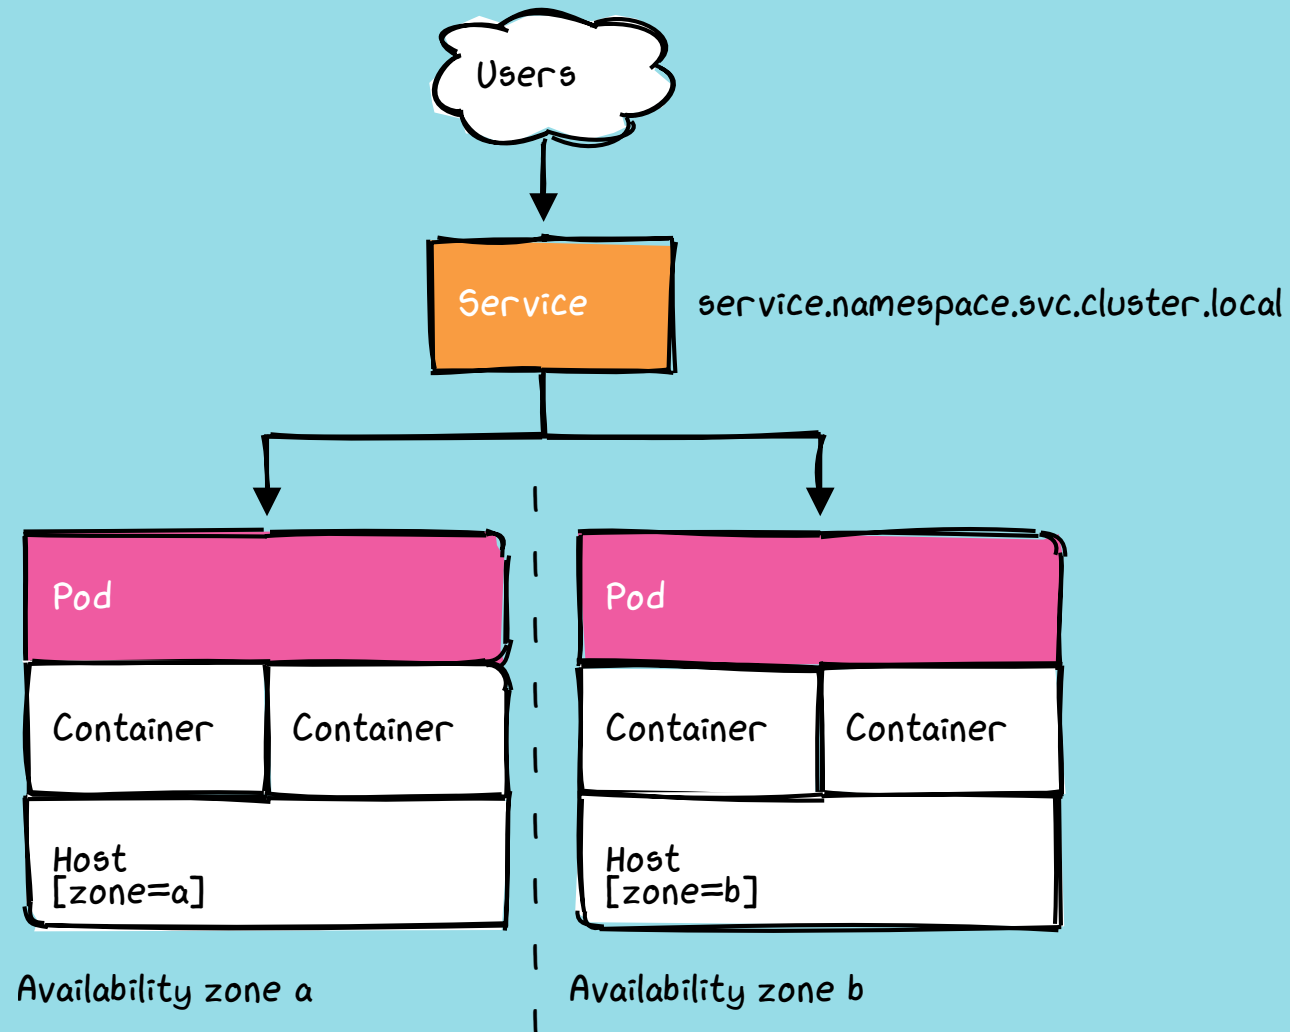 Users
Service
service.namespace.svc.cluster.local
Pod
Pod
Container
Container
Container
Container
Host
[zone=a]
Host
[zone=b]
Availability zone a
Availability zone b